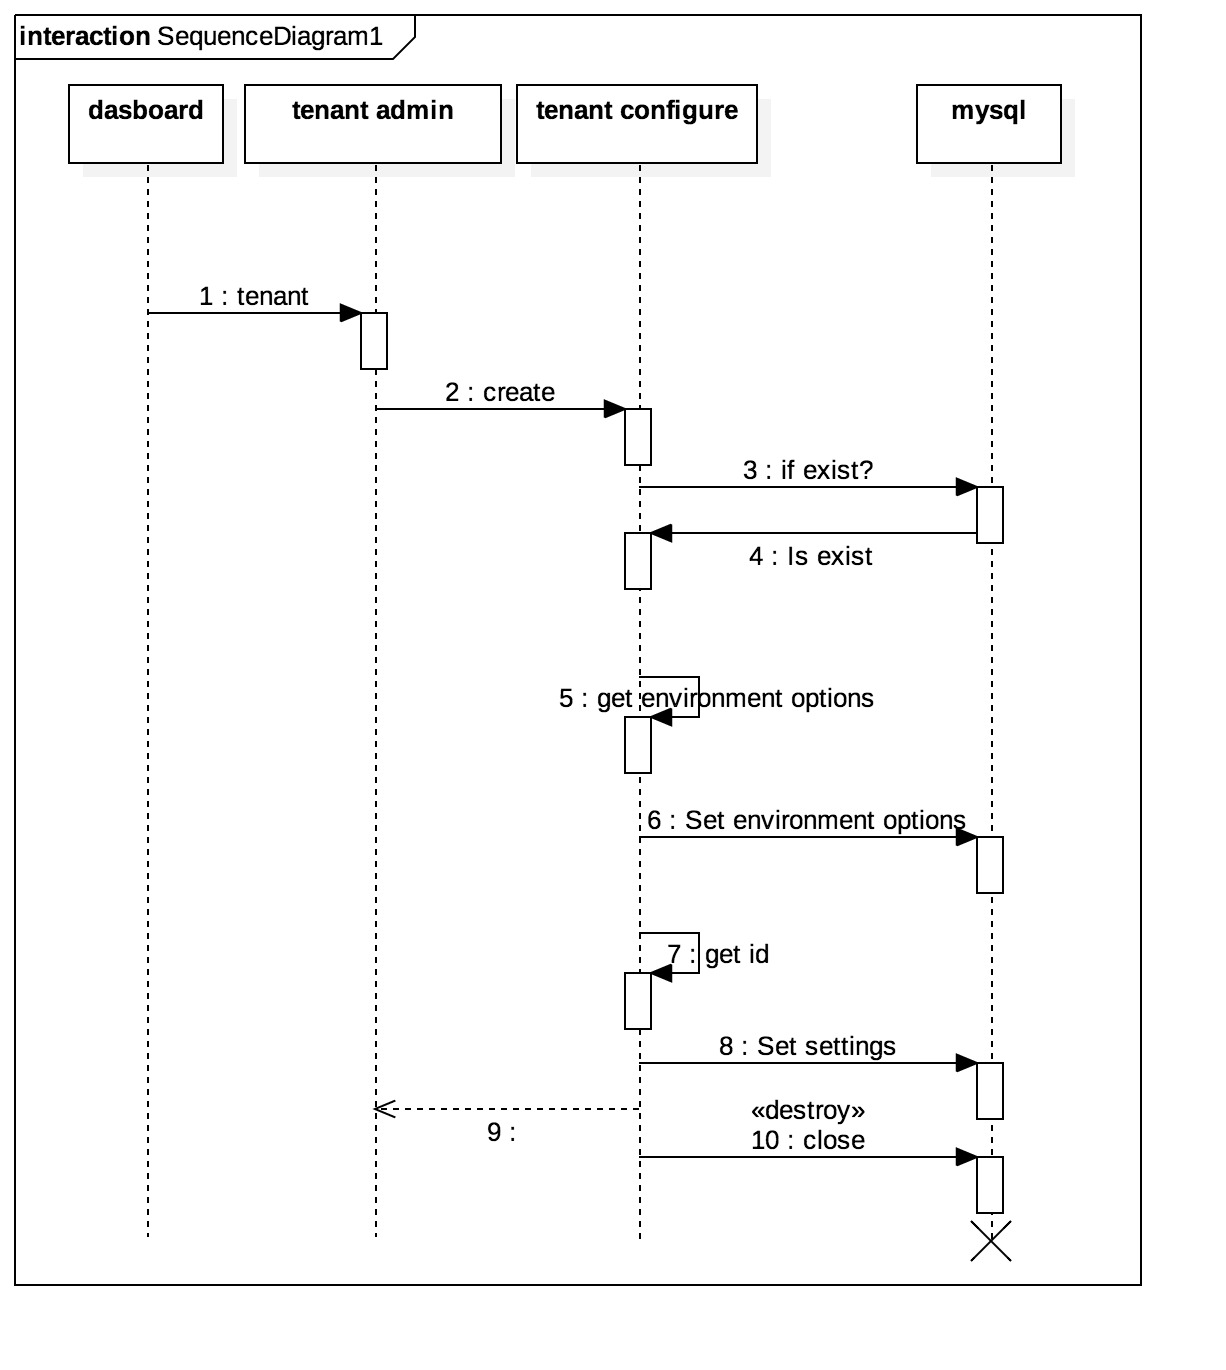 interaction SequenceDiagram1
dasboard
tenant admin
tenant configure
mysql
1 : tenant
2 : create
3 : if exist?
4 : Is exist
5 : get environment options
6 : Set environment options
7 : get id
8 : Set settings
«destroy»
9 :
10 : close